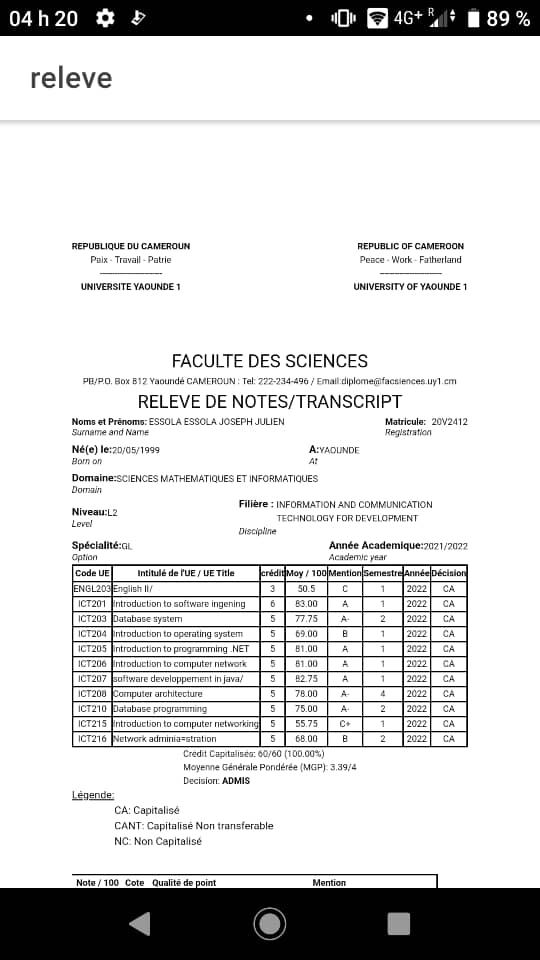 04 h 20 4G+ R 89 %
releve
REPUBLIQUE DU CAMEROUN
Paix - Travail - Patrie
UNIVERSITE YAOUNDE 1
REPUBLIC OF CAMEROON
Peace - Work - Fatherland
UNIVERSITY OF YAOUNDE 1
FACULTE DES SCIENCES
PB/P.O. Box 812 Yaoundé CAMEROUN : Tel: 222-234-496 / Email:diplome@facsiences.uy1.cm
RELEVE DE NOTES/TRANSCRIPT
Noms et Prénoms: ESSOLA ESSOLA JOSEPH JULIEN Matricule: 20V2412
Surname and Name Registration
Né(e) le:20/05/1999 A:YAOUNDE
Born on At
Domaine:SCIENCES MATHEMATIQUES ET INFORMATIQUES
Domain
Niveau:L2 Filière : INFORMATION AND COMMUNICATION
Level TECHNOLOGY FOR DEVELOPMENT
Discipline
Spécialité:GL Année Academique:2021/2022
Option Academic year
Code UE Intitulé de l'UE / UE Title crédit Moy / 100 Mention Semestre Année Décision
ENGL203 English II/ 3 50.5 C 1 2022 CA
ICT201 Introduction to software ingening 6 83.00 A 1 2022 CA
ICT203 Database system 5 77.75 A- 2 2022 CA
ICT204 Introduction to operating system 5 69.00 B 1 2022 CA
ICT205 Introduction to programming .NET 5 81.00 A 1 2022 CA
ICT206 Introduction to computer network 5 81.00 A 1 2022 CA
ICT207 software developpement in java/ 5 82.75 A 1 2022 CA
ICT208 Computer architecture 5 78.00 A- 4 2022 CA
ICT210 Database programming 5 75.00 A- 2 2022 CA
ICT215 Introduction to computer networking 5 55.75 C+ 1 2022 CA
ICT216 Network adminia=stration 5 68.00 B 2 2022 CA
Crédit Capitalisés: 60/60 (100.00%)
Moyenne Générale Pondérée (MGP): 3.39/4
Decision: ADMIS
Légende:
CA: Capitalisé
CANT: Capitalisé Non transferable
NC: Non Capitalisé
Note / 100 Cote Qualité de point Mention